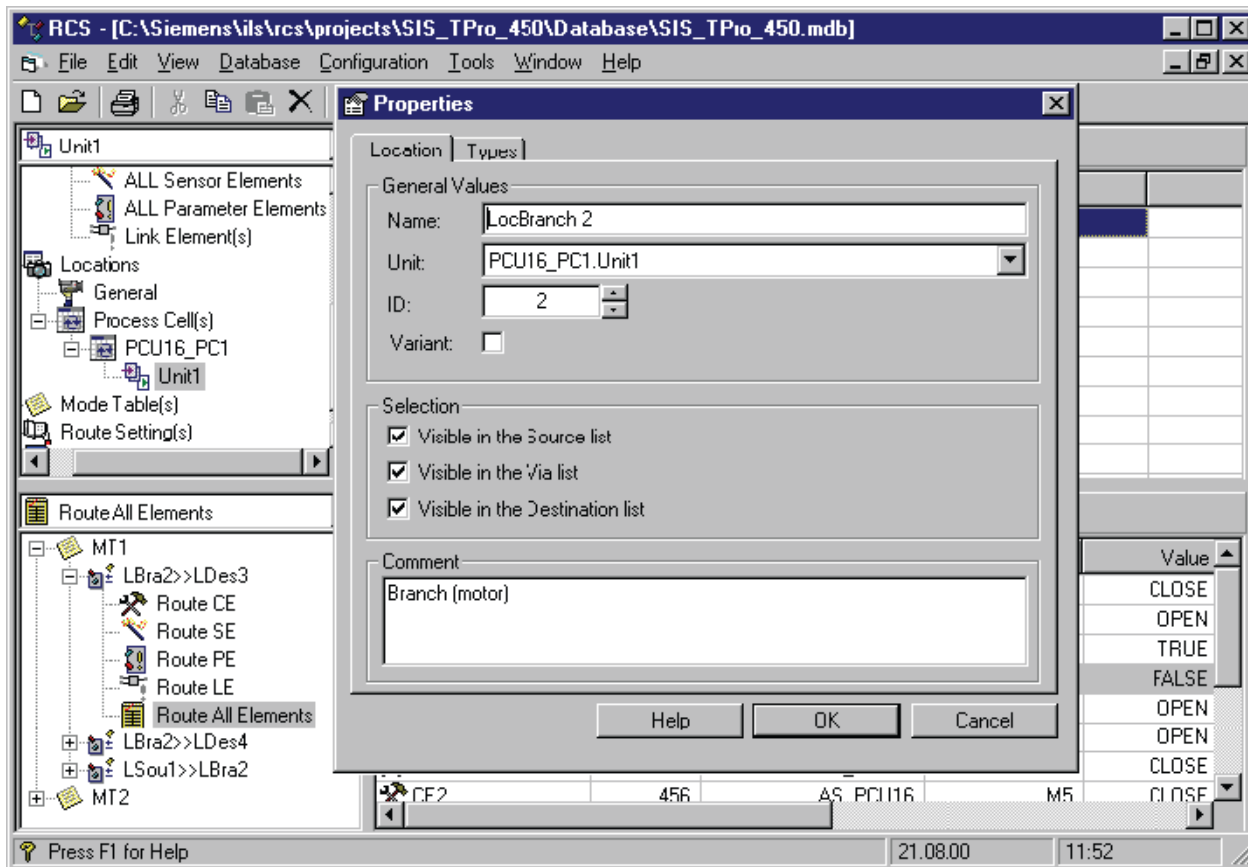 RCS - [C:\Siemens\ils\rcs\projects\SIS_TPro_450\Database\SIS_TPro_450.mdb]
File Edit View Database Configuration Tools Window Help
Properties
Unit1
ALL Sensor Elements
ALL Parameter Elements
Link Element(s)
Locations
General
Process Cell(s)
PCU16_PC1
Unit1
Mode Table(s)
Route Setting(s)
Location Types
General Values
Name: LocBranch 2
Unit: PCU16_PC1.Unit1
ID: 2
Variant:
Selection
Visible in the Source list
Visible in the Via list
Visible in the Destination list
Comment
Branch (motor)
Help OK Cancel
Route All Elements
MT1
LBra2>>LDes3
Route CE
Route SE
Route PE
Route LE
Route All Elements
LBra2>>LDes4
LSou1>>LBra2
MT2
Value
CLOSE
OPEN
TRUE
FALSE
OPEN
OPEN
CLOSE
CE2 456 AS_PCU16 M5 CLOSE
Press F1 for Help 21.08.00 11:52